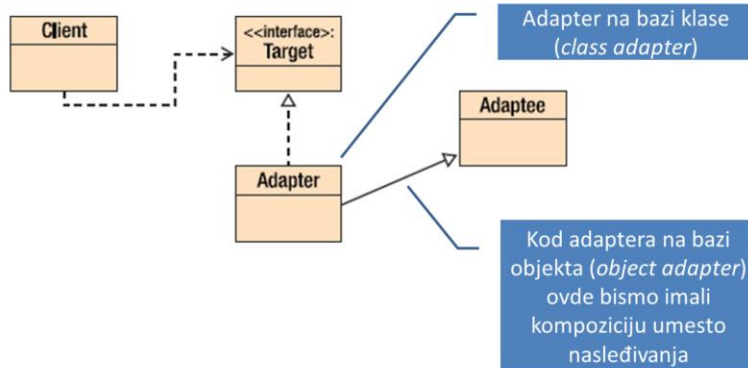 Client
<<interface>>:
Target
Adapter na bazi klase
(class adapter)
Adaptee
Adapter
Kod adaptera na bazi
objekta (object adapter)
ovde bismo imali
kompoziciju umesto
nasleđivanja